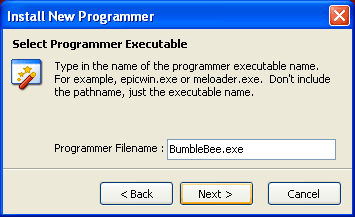 Install New Programmer
Select Programmer Executable
Type in the name of the programmer executable name.
For example, epicwin.exe or meloader.exe. Don't include
the pathname, just the executable name.
Programmer Filename : BumbleBee.exe
< Back Next > Cancel